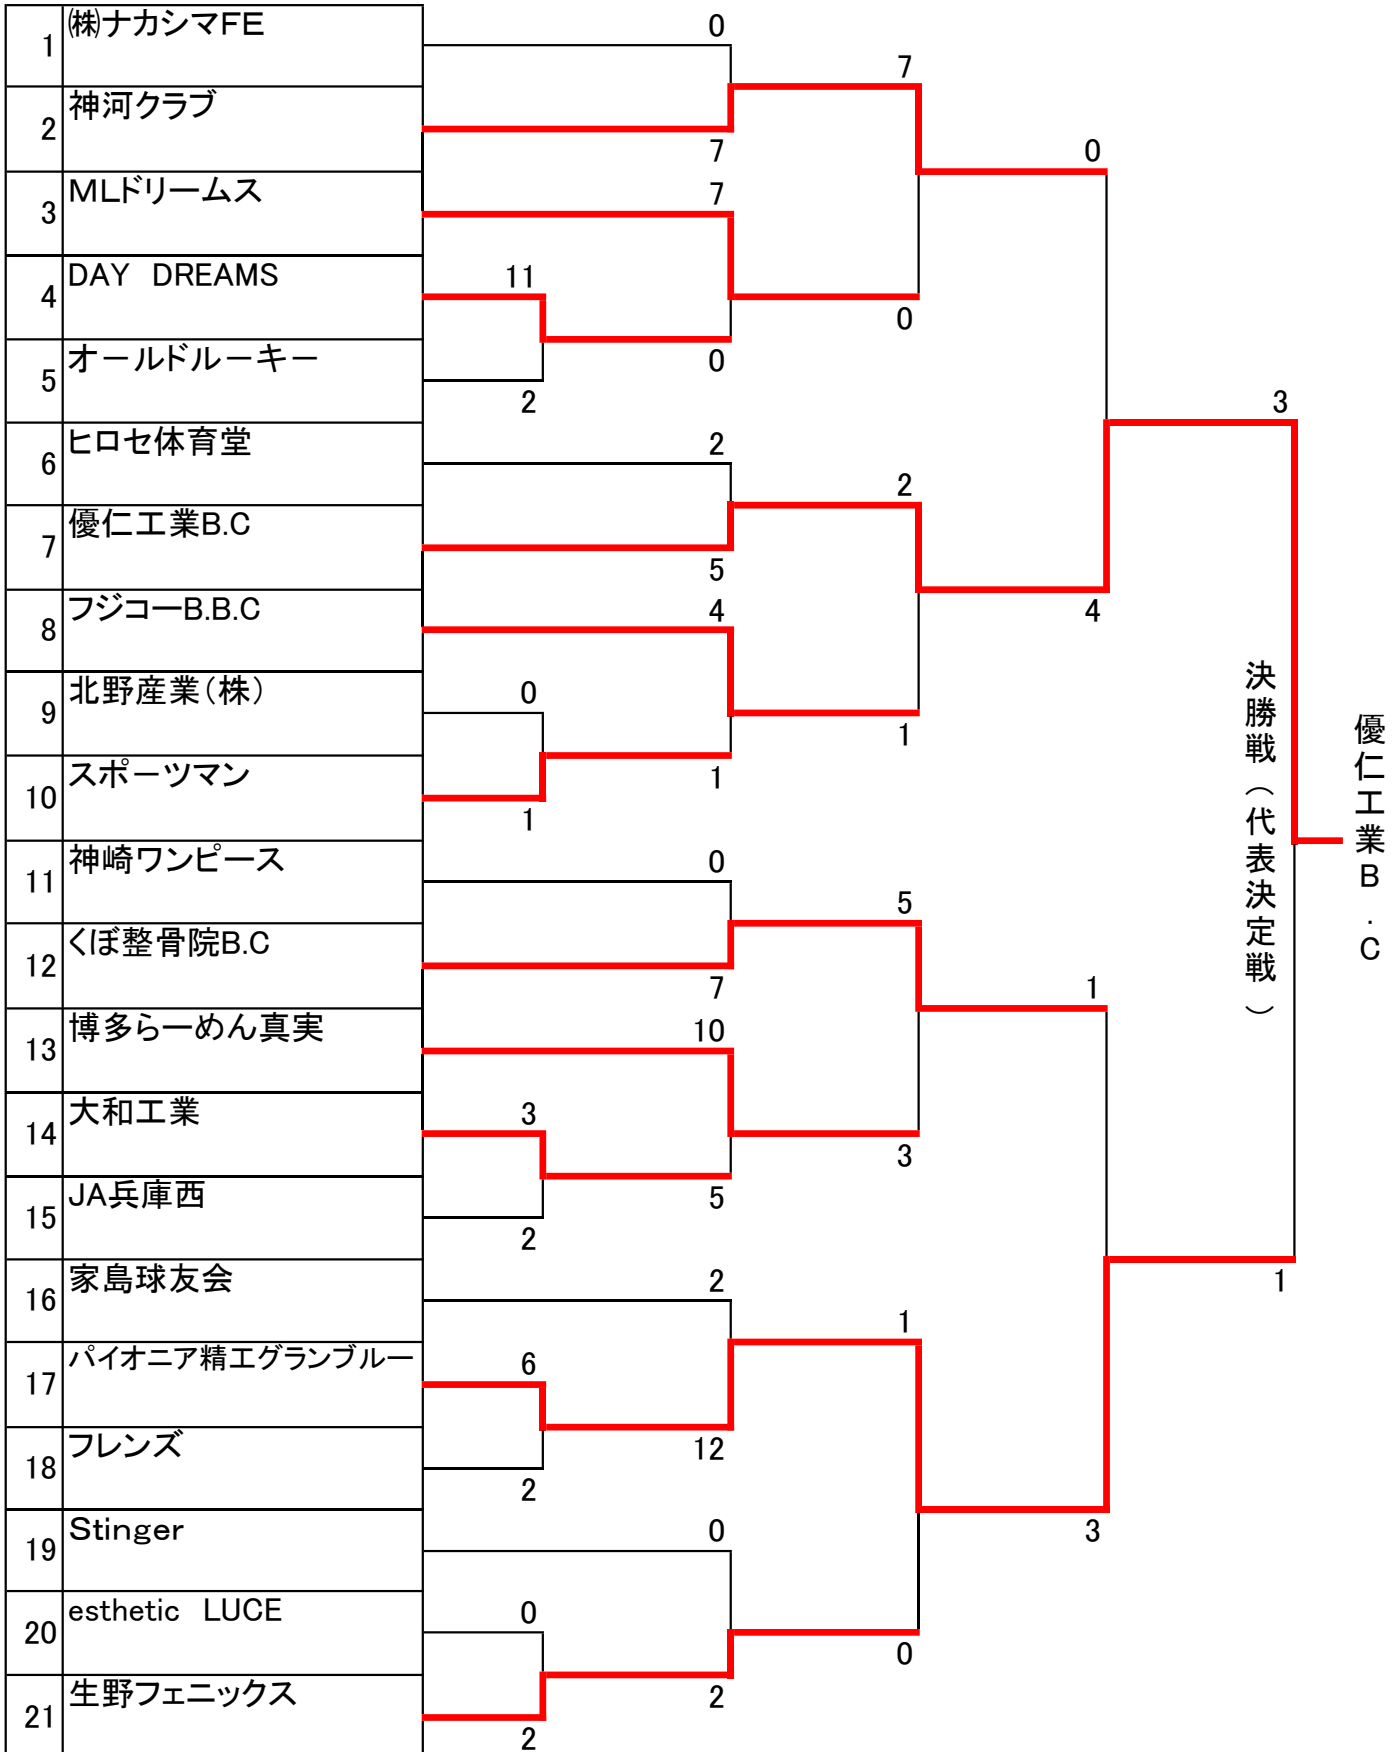 1 ㈱ナカシマFE
2 神河クラブ
3 MLドリームス
4 DAY DREAMS
5 オールドルーキー
6 ヒロセ体育堂
7 優仁工業B.C
8 フジコーB.B.C
9 北野産業（株）
10 スポーツマン
11 神崎ワンピース
12 くぼ整骨院B.C
13 博多らーめん真実
14 大和工業
15 JA兵庫西
16 家島球友会
17 パイオニア精工グランブルー
18 フレンズ
19 Stinger
20 esthetic LUCE
21 生野フェニックス
11
2
0
1
3
2
6
2
0
2
0
7
7
0
2
5
4
1
0
7
10
5
2
12
0
2
7
0
2
1
5
3
1
0
0
4
1
3
3
1
決勝戦（代表決定戦）
優仁工業B.C